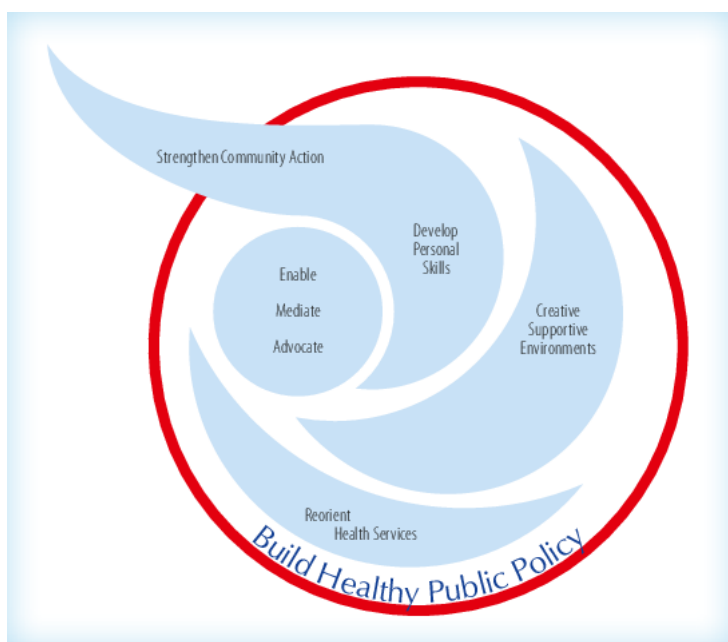 Strengthen Community Action
Develop
Personal
Skills
Enable
Mediate
Advocate
Creative
Supportive
Environments
Reorient
Health Services
Build Healthy Public Policy